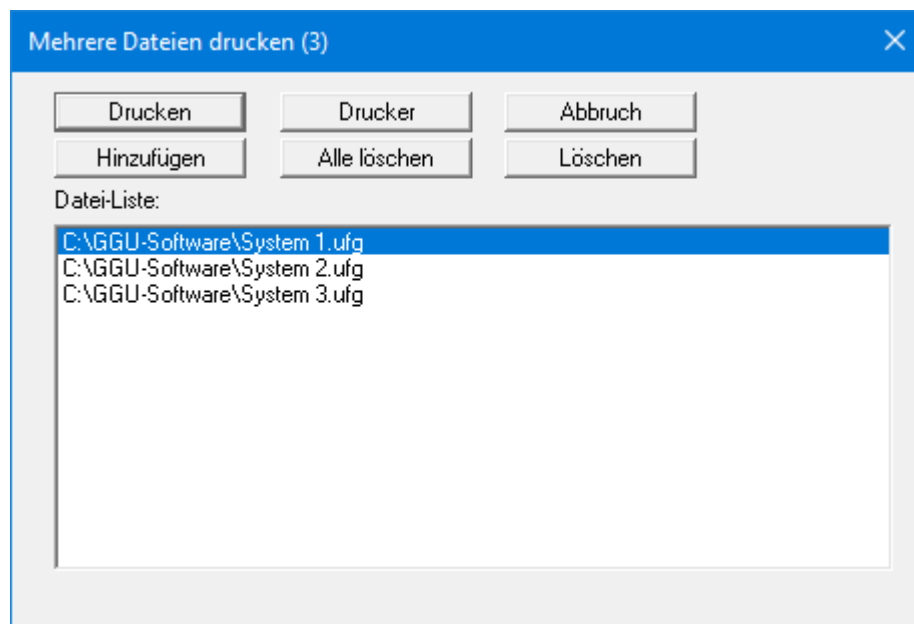 Mehrere Dateien drucken (3)
Drucken Drucker Abbruch
Hinzufügen Alle löschen Löschen
Datei-Liste:
C:\GGU-Software\System 1.ufg
C:\GGU-Software\System 2.ufg
C:\GGU-Software\System 3.ufg